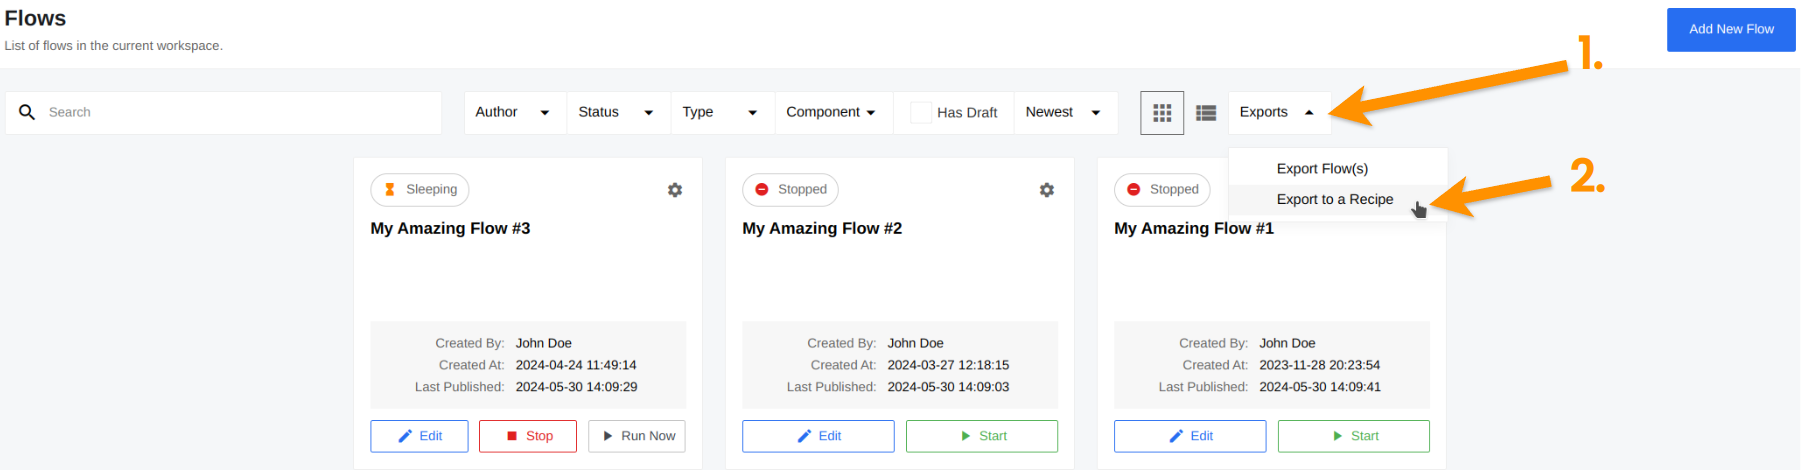 Flows
List of flows in the current workspace.
Add New Flow
1.
Search
Author
Status
Type
Component
Has Draft
Newest
Exports
Export Flow(s)
Export to a Recipe
2.
Sleeping
My Amazing Flow #3
Created By: John Doe
Created At: 2024-04-24 11:49:14
Last Published: 2024-05-30 14:09:29
Edit
Stop
Run Now
Stopped
My Amazing Flow #2
Created By: John Doe
Created At: 2024-03-27 12:18:15
Last Published: 2024-05-30 14:09:03
Edit
Start
Stopped
My Amazing Flow #1
Created By: John Doe
Created At: 2023-11-28 20:23:54
Last Published: 2024-05-30 14:09:41
Edit
Start